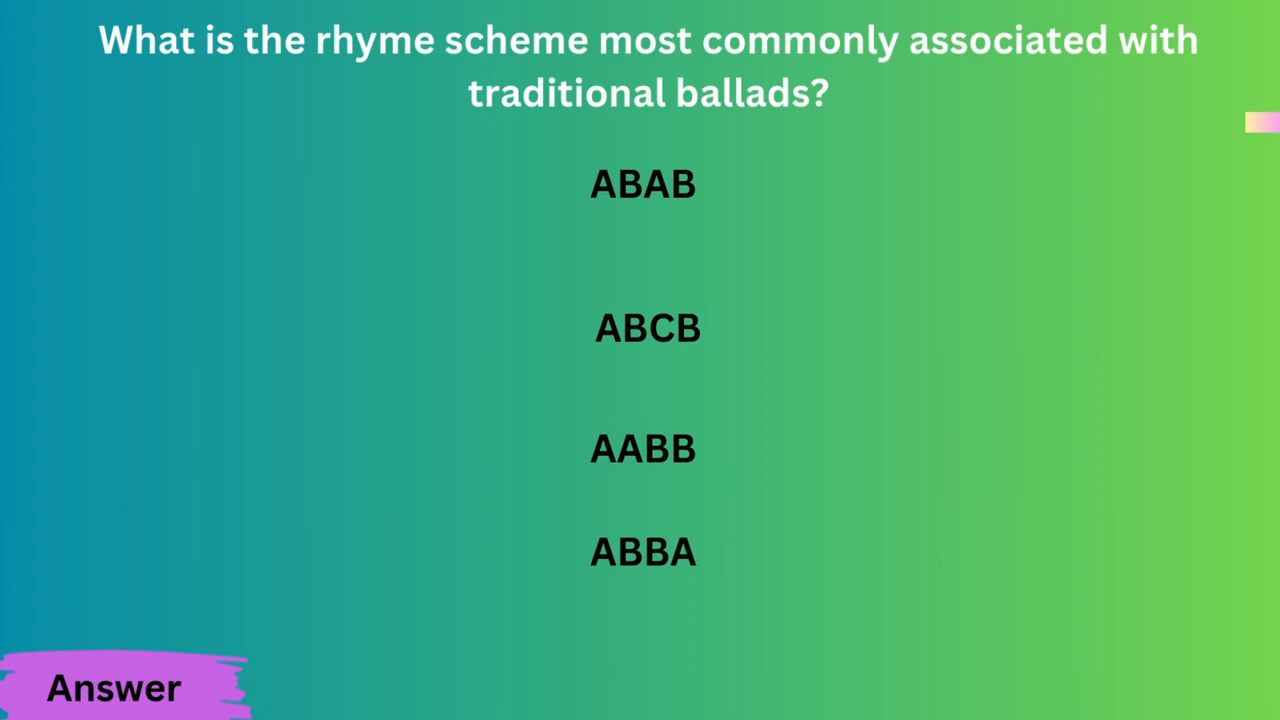 What is the rhyme scheme most commonly associated with
traditional ballads?
ABAB
ABCB
AABB
ABBA
Answer